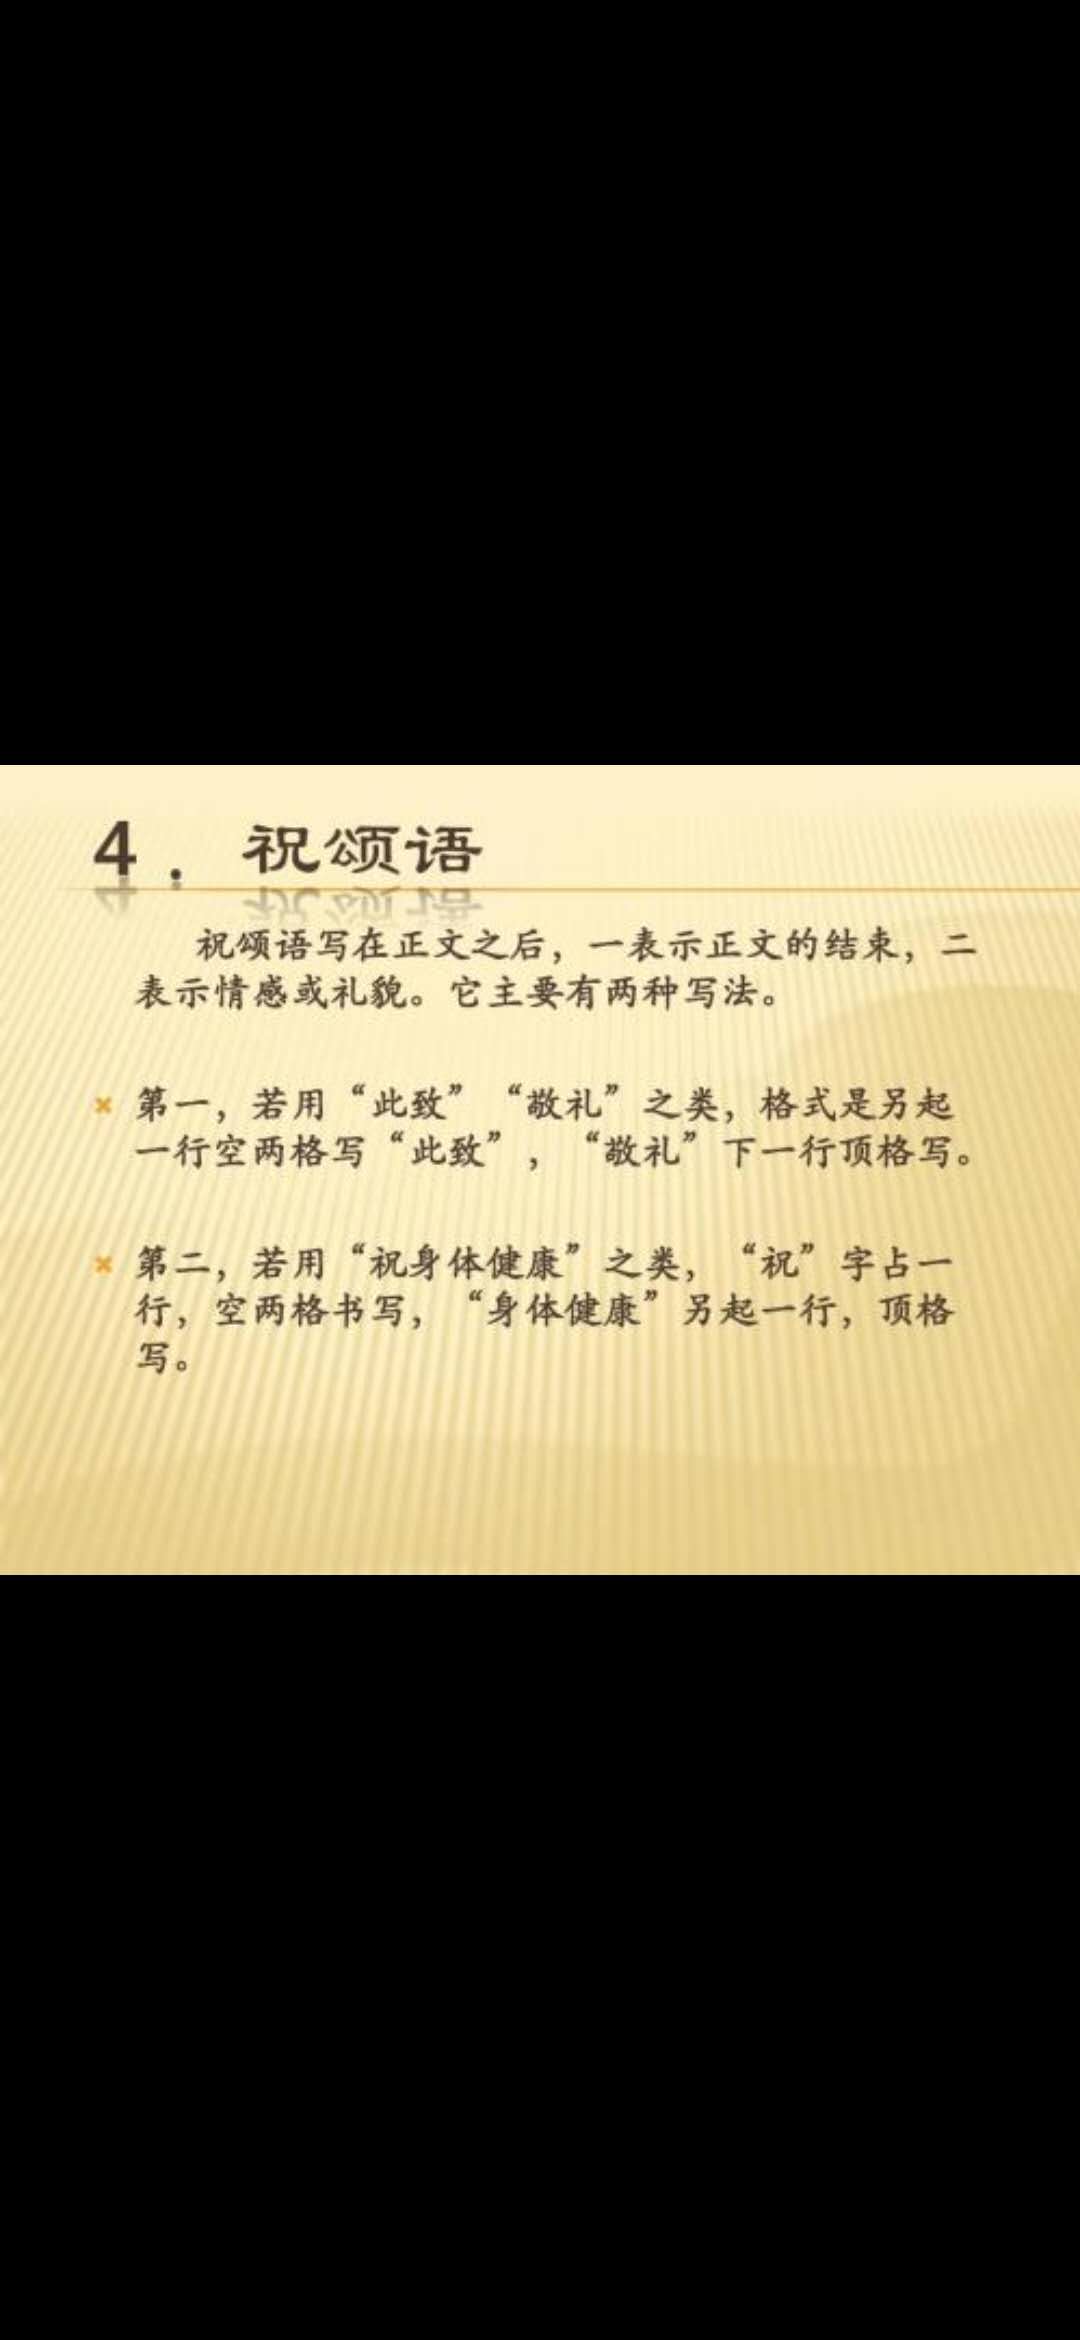 4．祝颂语
祝颂语写在正文之后，一表示正文的结束，二
表示情感或礼貌。它主要有两种写法。
第一，若用“此致”“敬礼”之类，格式是另起
一行空两格写“此致”，“敬礼”下一行顶格写。
第二，若用“祝身体健康”之类，“祝”字占一
行，空两格书写，“身体健康”另起一行，顶格
写。